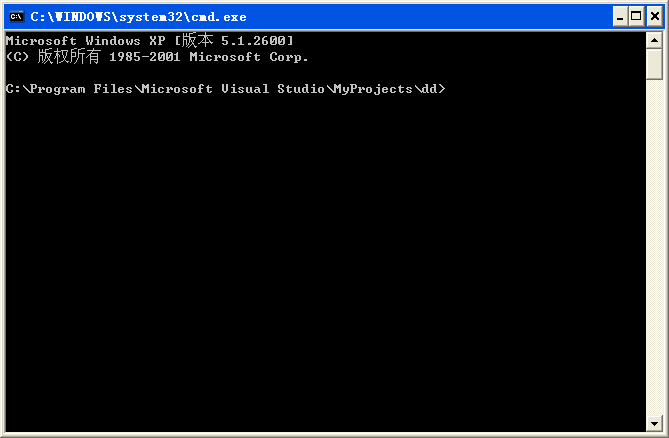 C:\WINDOWS\system32\cmd.exe
Microsoft Windows XP [版本 5.1.2600]
(C) 版权所有 1985-2001 Microsoft Corp.
C:\Program Files\Microsoft Visual Studio\MyProjects\dd>